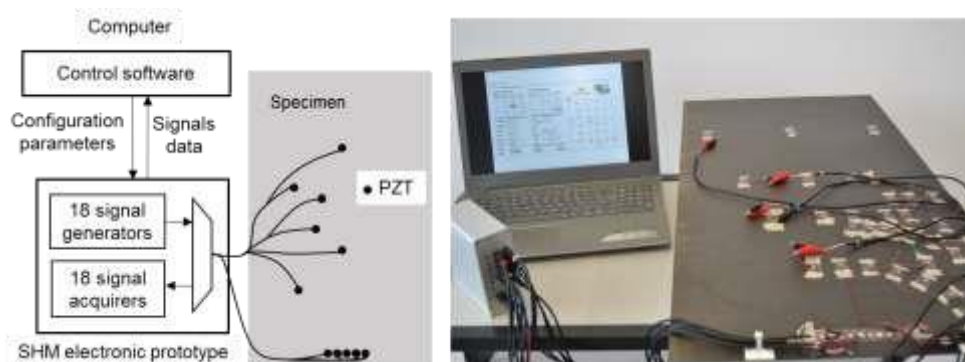 Computer
Control software
Configuration
parameters
Signals
data
Specimen
PZT
18 signal
generators
18 signal
acquirers
SHM electronic prototype